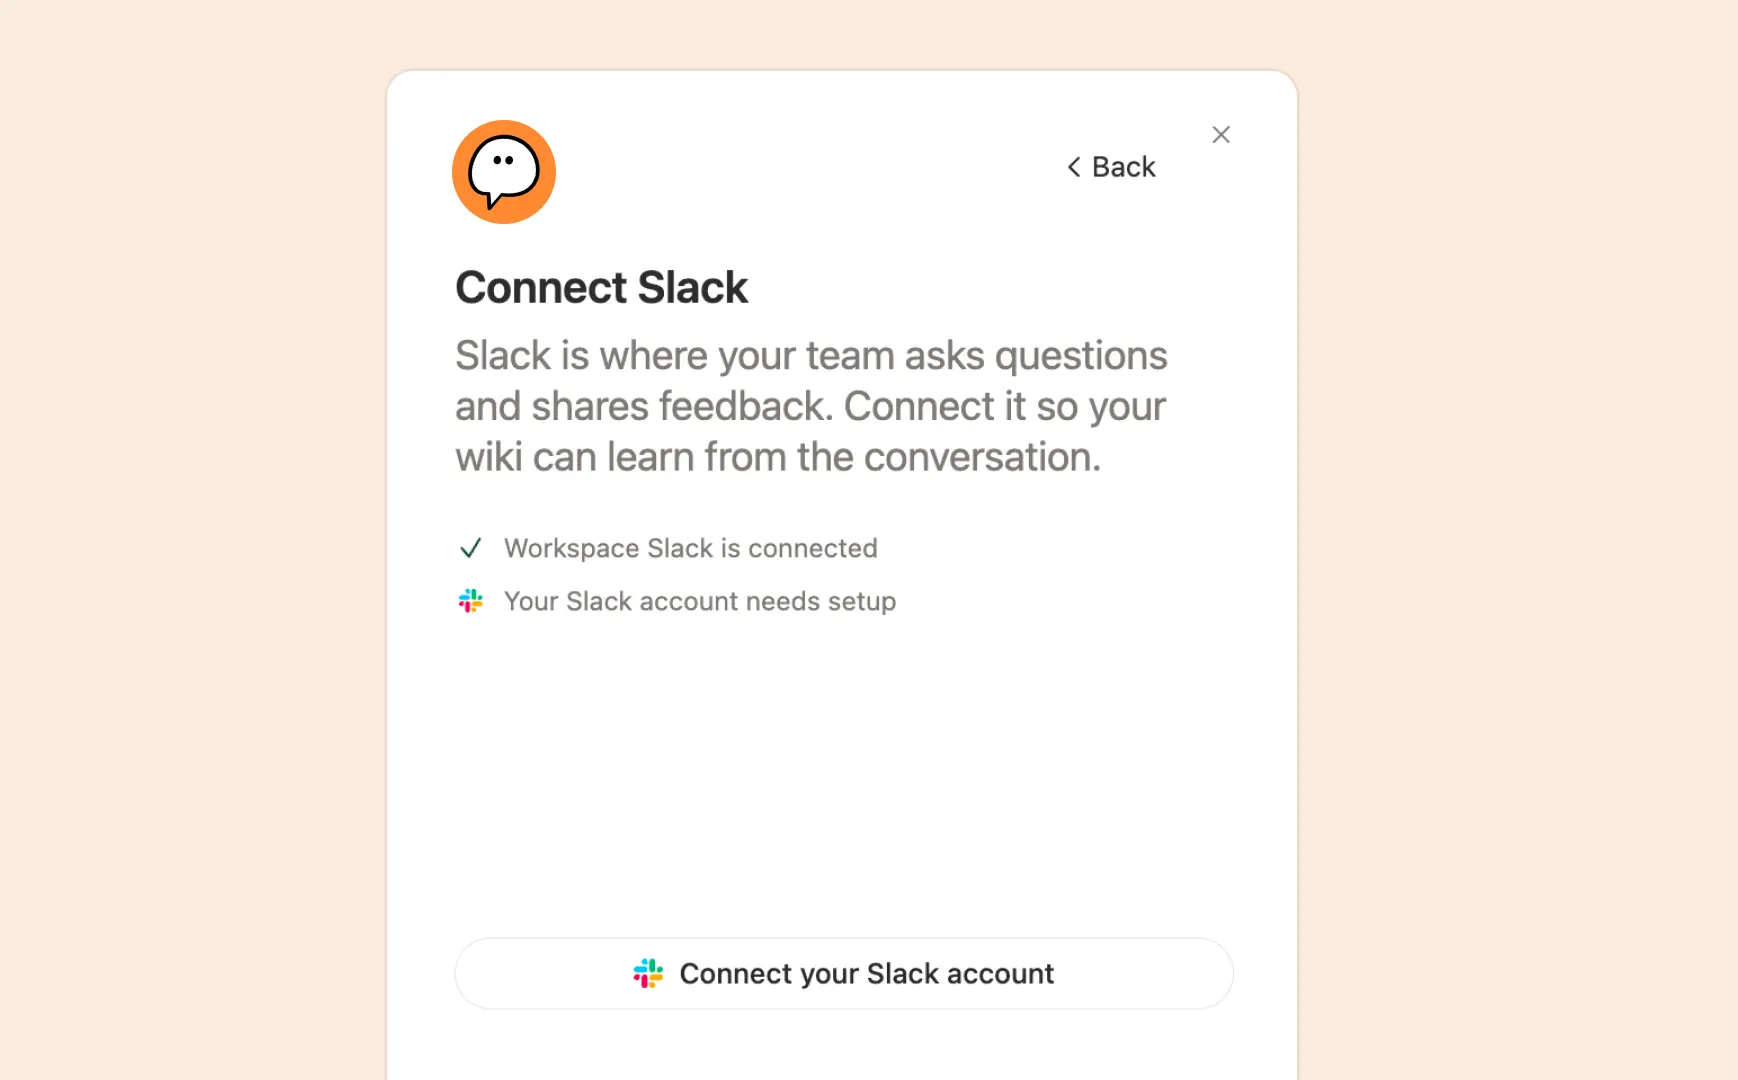 Back
Connect Slack
Slack is where your team asks questions
and shares feedback. Connect it so your
wiki can learn from the conversation.
Workspace Slack is connected
Your Slack account needs setup
Connect your Slack account